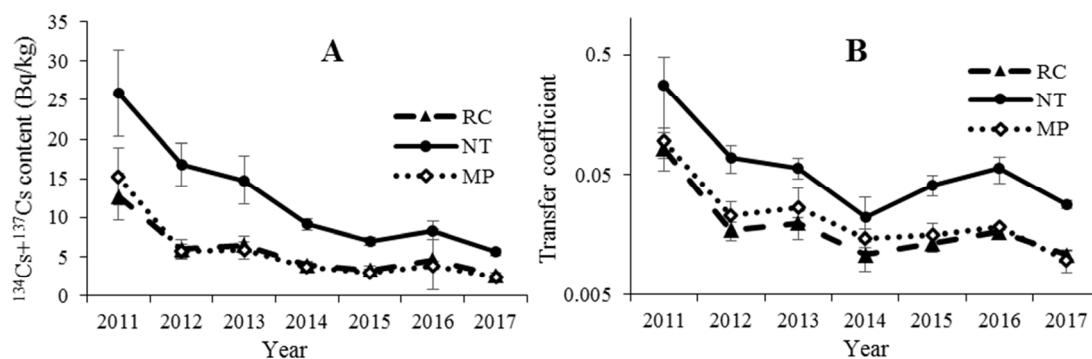 A
¹³⁴Cs+¹³⁷Cs content (Bq/kg)
35
30
25
20
15
10
5
0
RC
NT
MP
2011 2012 2013 2014 2015 2016 2017
Year
B
Transfer coefficient
0.5
0.05
0.005
RC
NT
MP
2011 2012 2013 2014 2015 2016 2017
Year